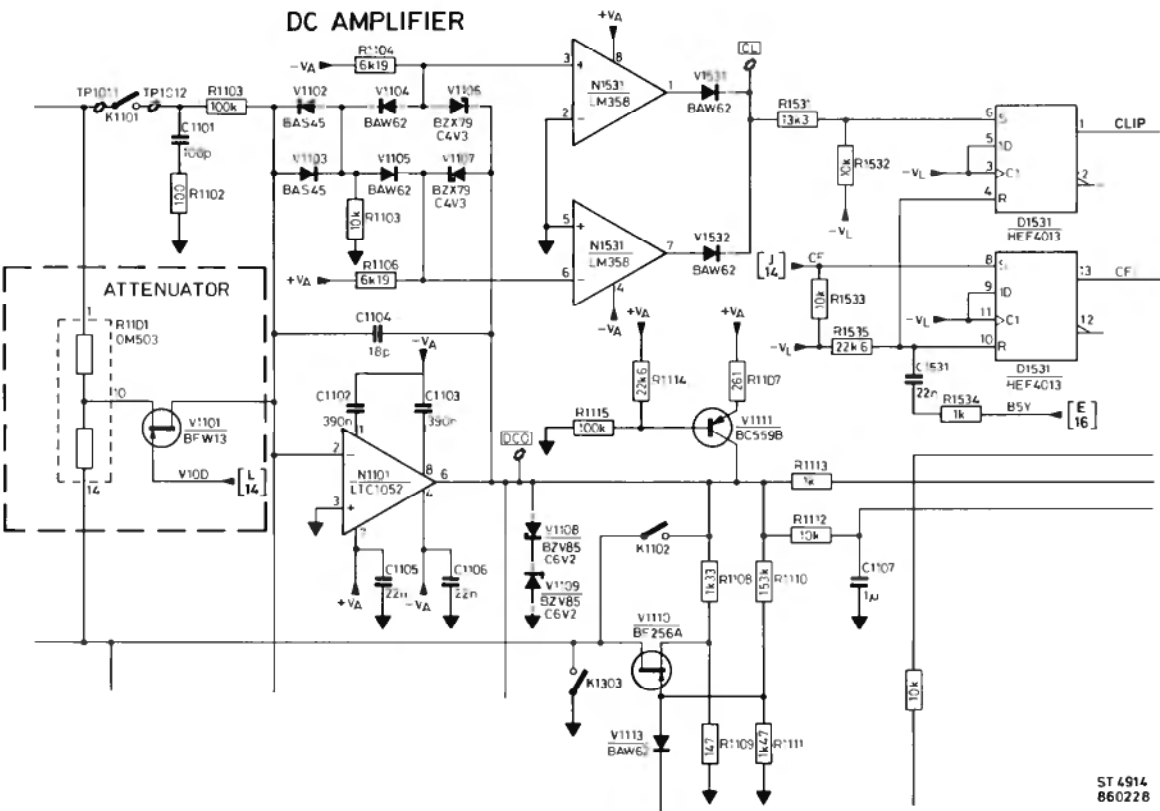 DC AMPLIFIER
+VA
R1104
-VA
6k19
3
+
8
N1531
LM358
1
2
-
V1531
BAW62
CL
TP1011
K1101
TP1012
R1103
100k
V1102
BAS45
V1104
BAW62
V1106
BZX79
C4V3
C1101
100p
100
R1102
V1103
BAS45
V1105
BAW62
V1107
BZX79
C4V3
10k
R1103
R1531
13k3
10k
R1532
-VL
6
S
5
1D
-VL
3
C1
4
R
1
CLIP
2
D1531
HEF4013
5
+
N1531
LM358
7
6
-
4
-VA
V1532
BAW62
R1106
+VA
6k19
[J 14]
CF
10k
R1533
-VL
R1535
22k6
8
S
9
1D
-VL
11
C1
10
R
13
CF
12
D1531
HEF4013
C1531
22n
R1534
1k
B5Y
[E 16]
ATTENUATOR
1
R1101
OM503
10
V1101
BFW13
V10D
[L 14]
14
C1104
18p
-VA
C1102
390n
C1103
390n
1
2
-
N1101
LTC1052
8
6
4
3
+
7
C1105
22n
C1106
22n
+VA
-VA
+VA
+VA
22k6
R1114
261
R1107
R1115
100k
V1111
BC559B
DCO
R1113
1k
V1108
BZV85
C6V2
V1109
BZV85
C6V2
K1102
1k33
R1108
153k
R1110
R1112
10k
C1107
1µ
V1110
BF256A
K1303
V1113
BAW62
147
R1109
1k47
R1111
10k
ST4914
860228